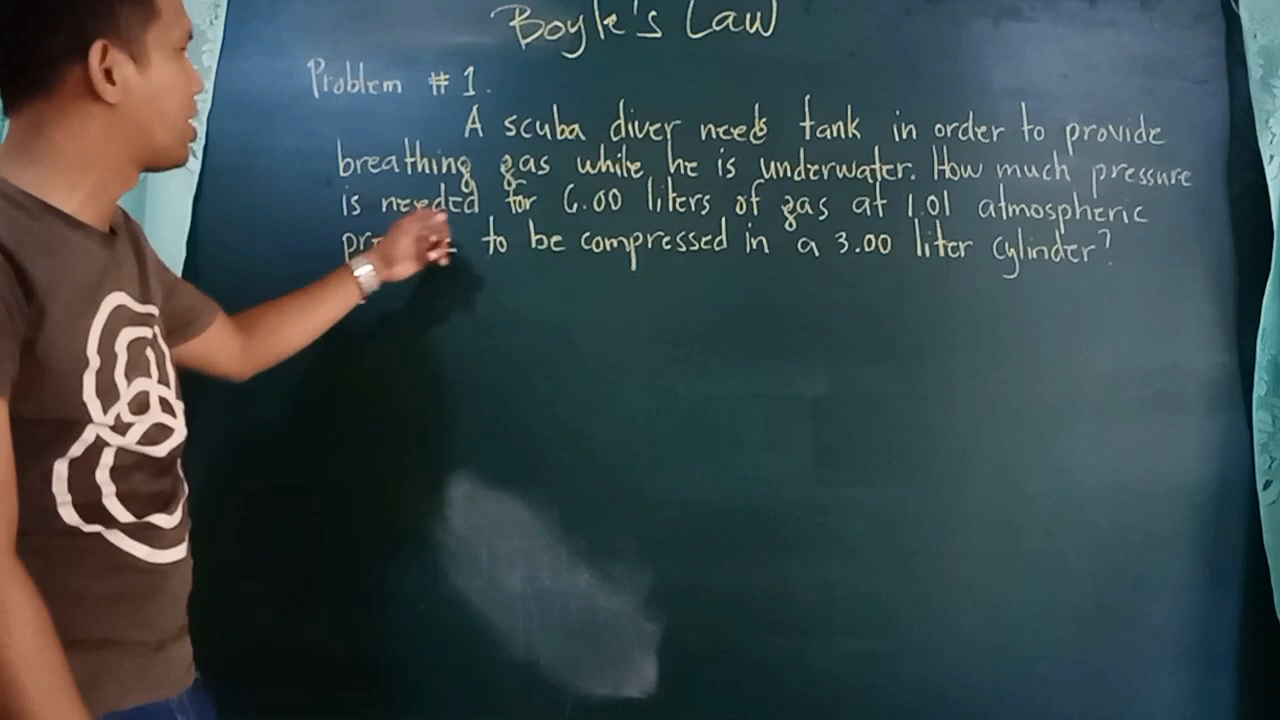 Boyle's Law
Problem # 1.
A scuba diver needs tank in order to provide
breathing gas while he is underwater. How much pressure
is needed for 6.00 liters of gas at 1.01 atmospheric
to be compressed in a 3.00 liter cylinder?